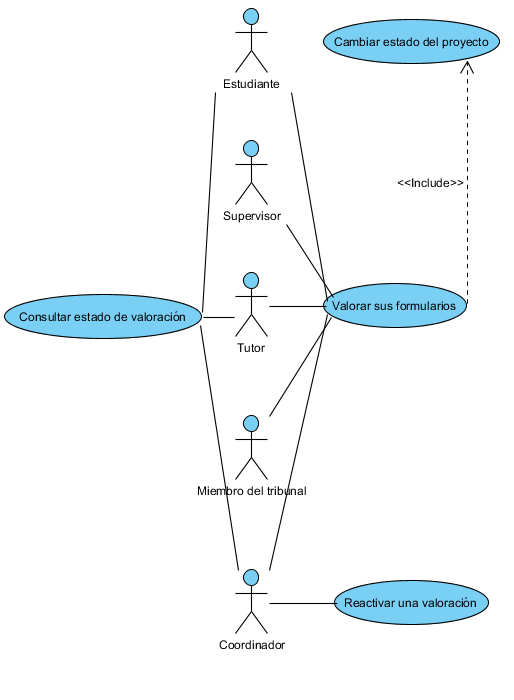 Cambiar estado del proyecto
Estudiante
<<Include>>
Supervisor
Valorar sus formularios
Consultar estado de valoración
Tutor
Miembro del tribunal
Reactivar una valoración
Coordinador